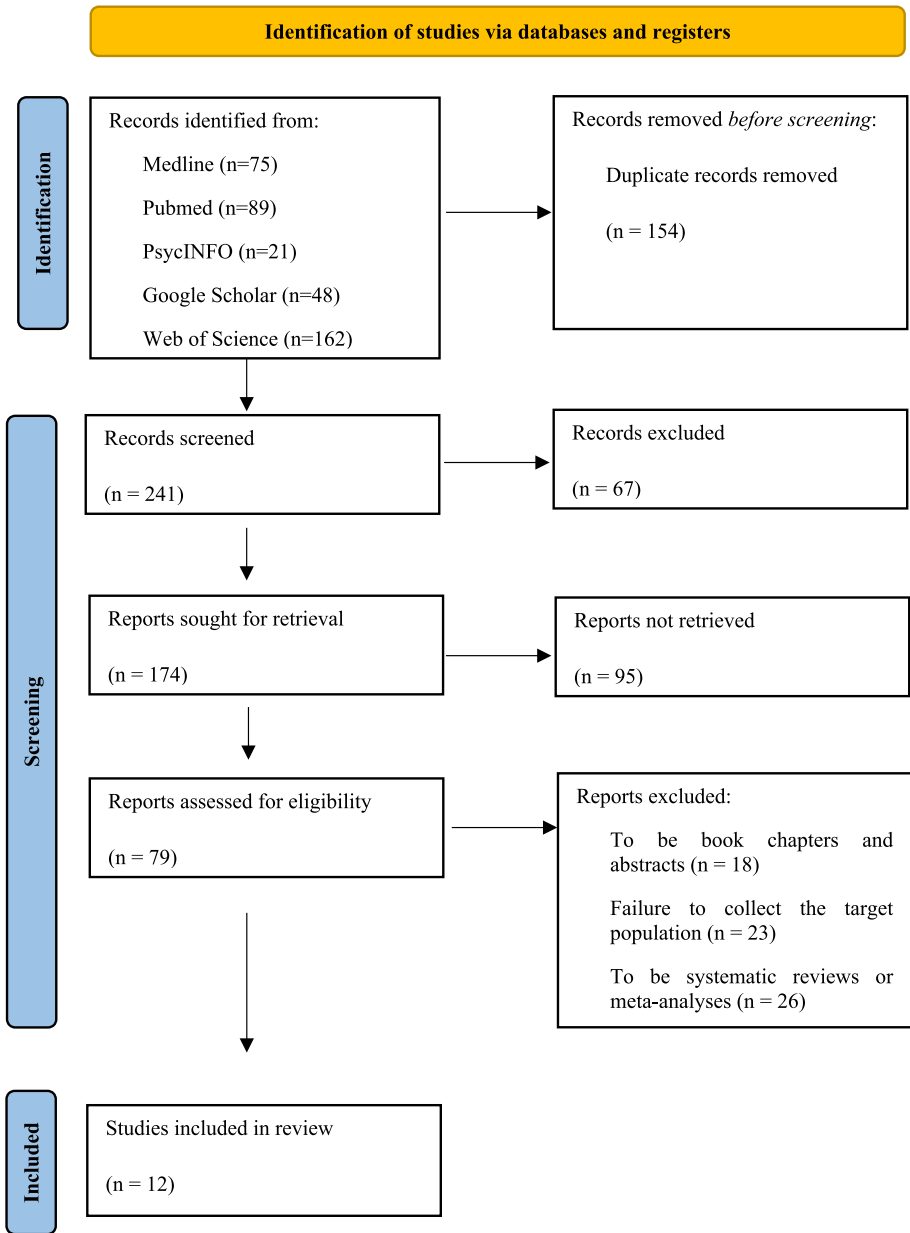 Identification of studies via databases and registers
Identification
Records identified from:
Medline (n=75)
Pubmed (n=89)
PsycINFO (n=21)
Google Scholar (n=48)
Web of Science (n=162)
Records removed before screening:
Duplicate records removed
(n = 154)
Screening
Records screened
(n = 241)
Records excluded
(n = 67)
Reports sought for retrieval
(n = 174)
Reports not retrieved
(n = 95)
Reports assessed for eligibility
(n = 79)
Reports excluded:
To be book chapters and
abstracts (n = 18)
Failure to collect the target
population (n = 23)
To be systematic reviews or
meta-analyses (n = 26)
Included
Studies included in review
(n = 12)